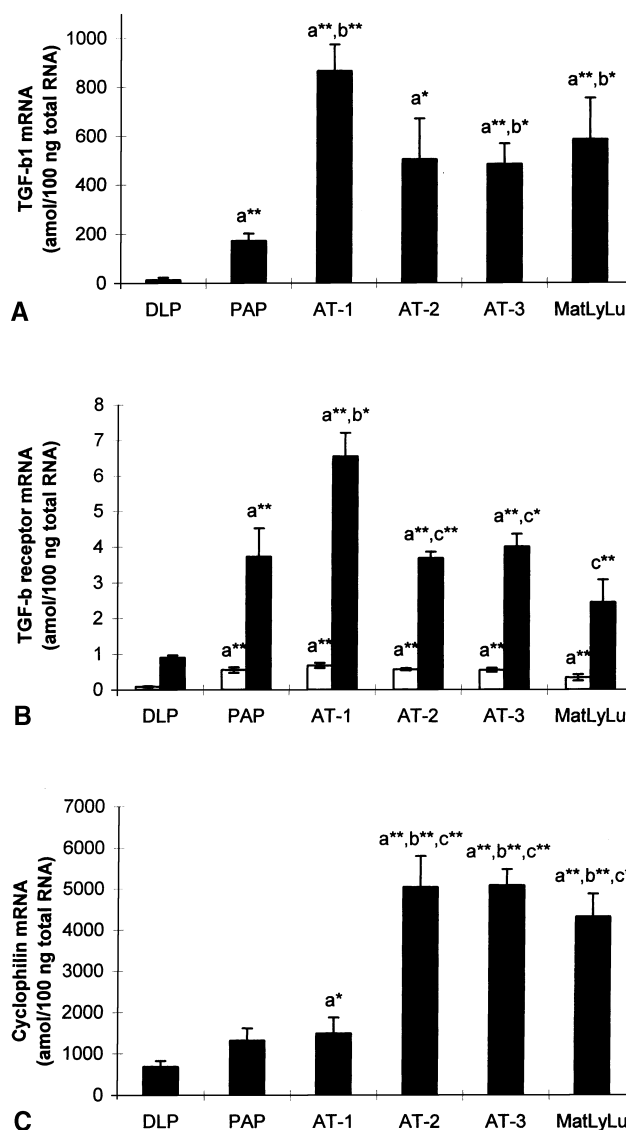 TGF-b1 mRNA
(amol/100 ng total RNA)
1000
800
600
400
200
0
a**
a**,b**
a*
a**,b*
a**,b*
DLP PAP AT-1 AT-2 AT-3 MatLyLu
A
TGF-b receptor mRNA
(amol/100 ng total RNA)
8
7
6
5
4
3
2
1
0
a**
a**
a**
a**,b*
a**
a**,c**
a**
a**,c*
a**
c**
DLP PAP AT-1 AT-2 AT-3 MatLyLu
B
Cyclophilin mRNA
(amol/100 ng total RNA)
7000
6000
5000
4000
3000
2000
1000
0
a*
a**,b**,c**
a**,b**,c**
a**,b**,c*
DLP PAP AT-1 AT-2 AT-3 MatLyLu
C